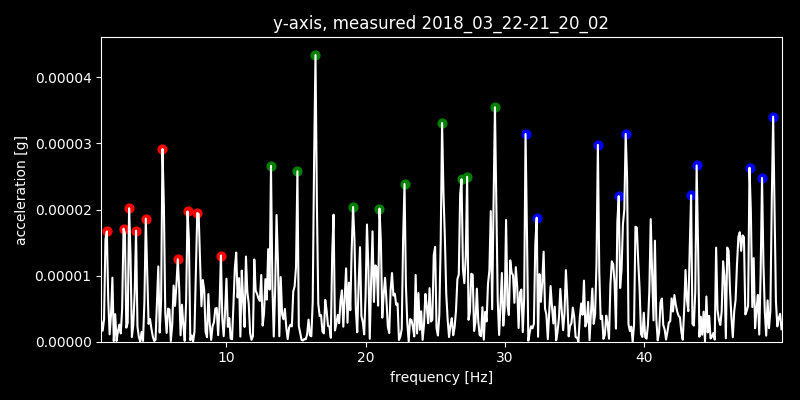 y-axis, measured 2018_03_22-21_20_02
0.00004
0.00003
0.00002
0.00001
0.00000
acceleration [g]
10 20 30 40
frequency [Hz]